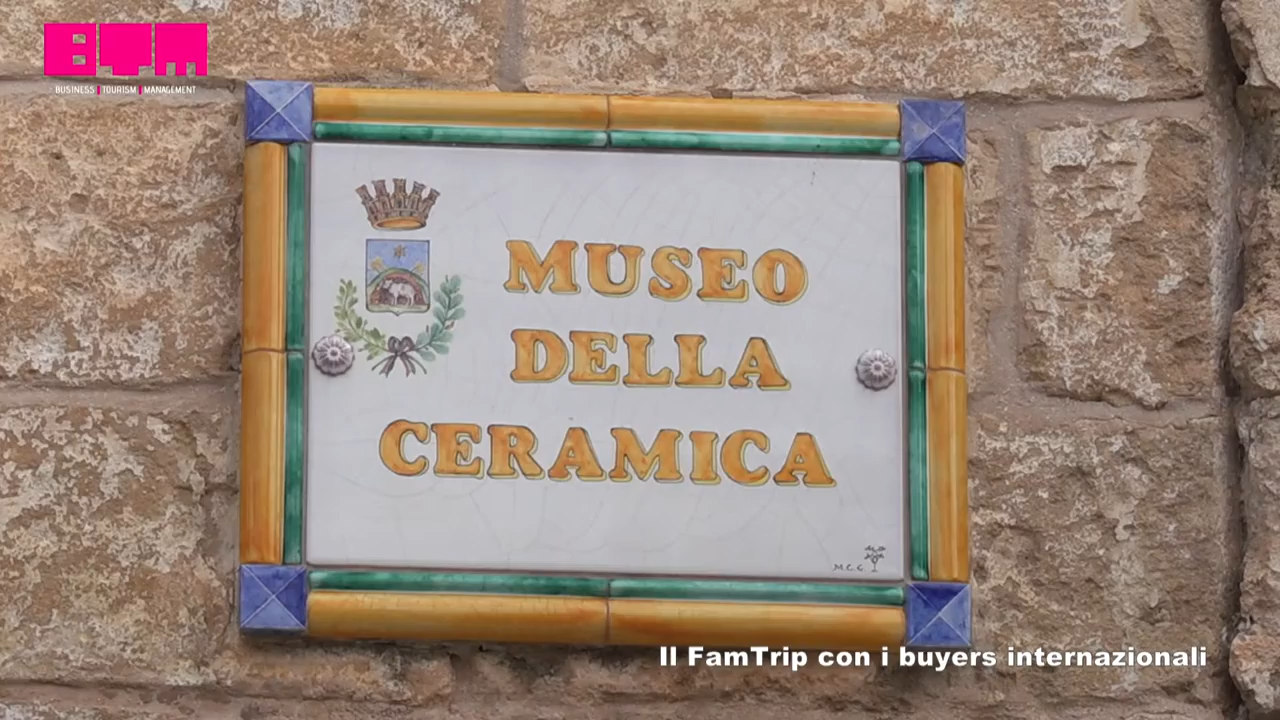 BTM
BUSINESS TOURISM MANAGEMENT
MUSEO
DELLA
CERAMICA
M.C.C.
Il FamTrip con i buyers internazionali